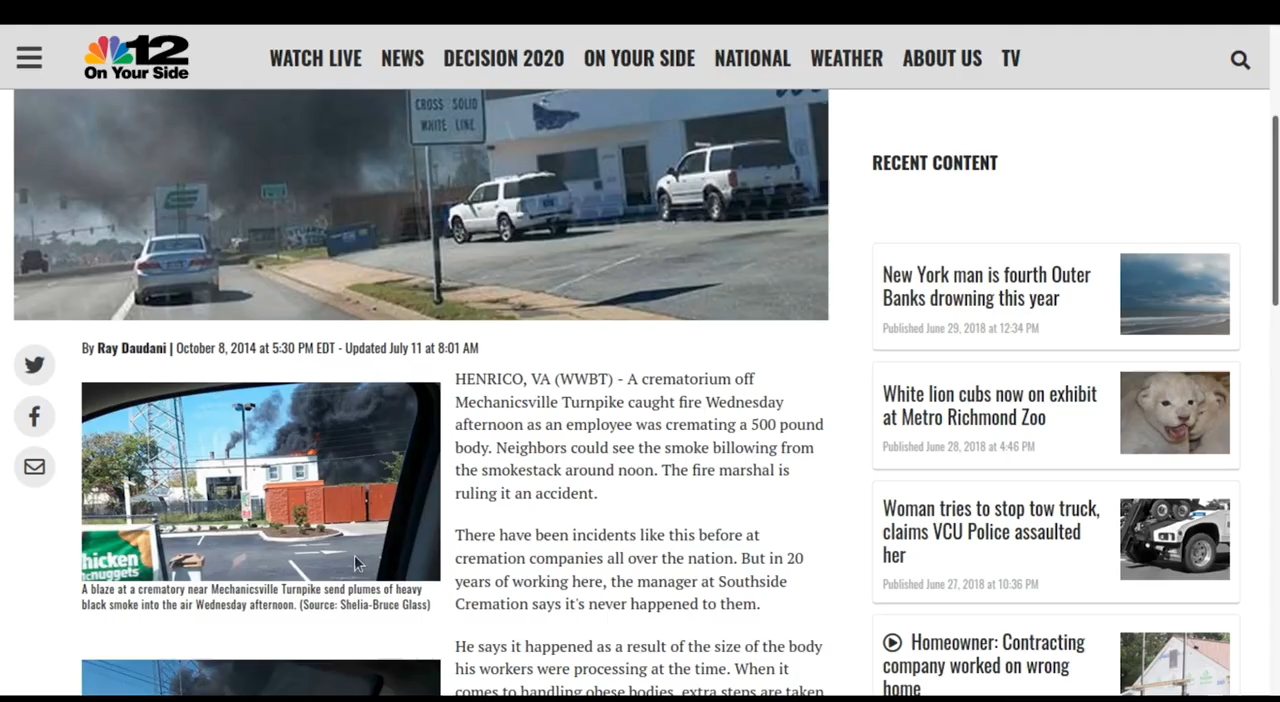 12
On Your Side
WATCH LIVE NEWS DECISION 2020 ON YOUR SIDE NATIONAL WEATHER ABOUT US TV
CROSS SOLID
WHITE LINE
By Ray Daudani | October 8, 2014 at 5:30 PM EDT - Updated July 11 at 8:01 AM
hicken
mcnuggets
A blaze at a crematory near Mechanicsville Turnpike send plumes of heavy
black smoke into the air Wednesday afternoon. (Source: Shelia-Bruce Glass)
HENRICO, VA (WWBT) - A crematorium off
Mechanicsville Turnpike caught fire Wednesday
afternoon as an employee was cremating a 500 pound
body. Neighbors could see the smoke billowing from
the smokestack around noon. The fire marshal is
ruling it an accident.
There have been incidents like this before at
cremation companies all over the nation. But in 20
years of working here, the manager at Southside
Cremation says it's never happened to them.
He says it happened as a result of the size of the body
his workers were processing at the time. When it
comes to handling obese bodies, extra steps are taken
RECENT CONTENT
New York man is fourth Outer
Banks drowning this year
Published June 29, 2018 at 12:34 PM
White lion cubs now on exhibit
at Metro Richmond Zoo
Published June 28, 2018 at 4:46 PM
Woman tries to stop tow truck,
claims VCU Police assaulted
her
Published June 27, 2018 at 10:36 PM
Homeowner: Contracting
company worked on wrong
home